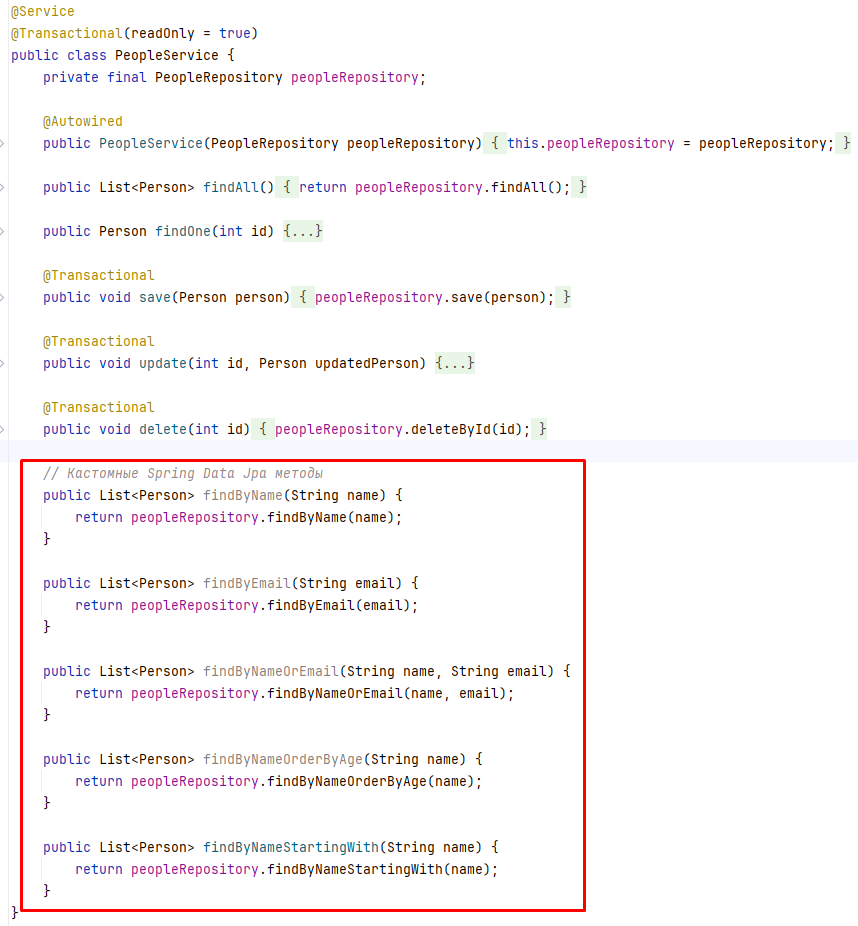 @Service
@Transactional(readOnly = true)
public class PeopleService {
    private final PeopleRepository peopleRepository;
    @Autowired
    public PeopleService(PeopleRepository peopleRepository) { this.peopleRepository = peopleRepository; }
    public List<Person> findAll() { return peopleRepository.findAll(); }
    public Person findOne(int id) {...}
    @Transactional
    public void save(Person person) { peopleRepository.save(person); }
    @Transactional
    public void update(int id, Person updatedPerson) {...}
    @Transactional
    public void delete(int id) { peopleRepository.deleteById(id); }
    // Кастомные Spring Data Jpa методы
    public List<Person> findByName(String name) {
        return peopleRepository.findByName(name);
    }
    public List<Person> findByEmail(String email) {
        return peopleRepository.findByEmail(email);
    }
    public List<Person> findByNameOrEmail(String name, String email) {
        return peopleRepository.findByNameOrEmail(name, email);
    }
    public List<Person> findByNameOrderByAge(String name) {
        return peopleRepository.findByNameOrderByAge(name);
    }
    public List<Person> findByNameStartingWith(String name) {
        return peopleRepository.findByNameStartingWith(name);
    }
}